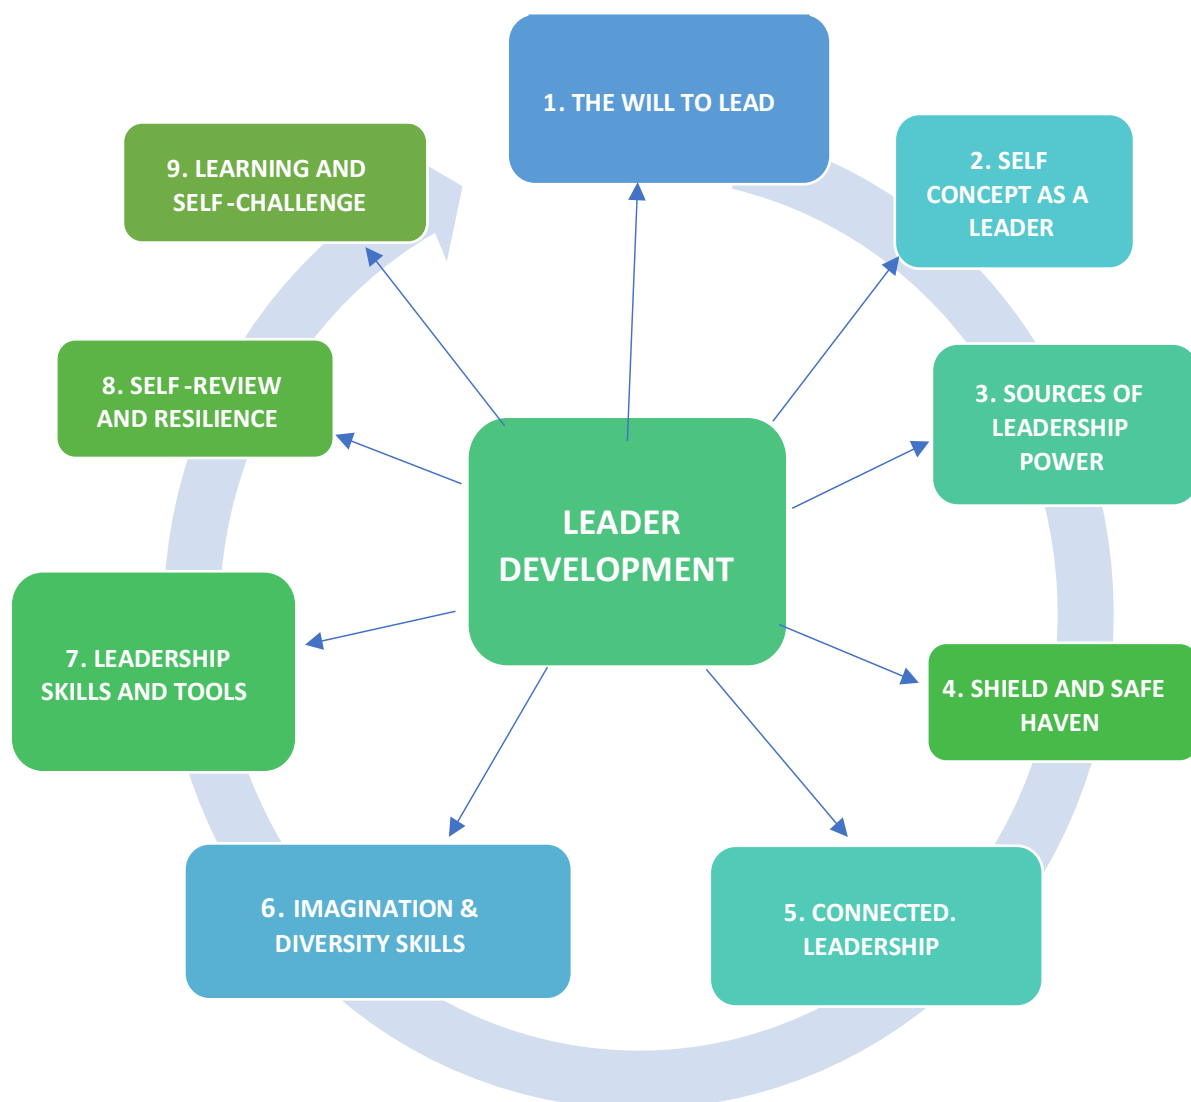 1. THE WILL TO LEAD
2. SELF
CONCEPT AS A
LEADER
3. SOURCES OF
LEADERSHIP
POWER
4. SHIELD AND SAFE
HAVEN
5. CONNECTED.
LEADERSHIP
6. IMAGINATION &
DIVERSITY SKILLS
7. LEADERSHIP
SKILLS AND TOOLS
8. SELF-REVIEW
AND RESILIENCE
9. LEARNING AND
SELF-CHALLENGE
LEADER
DEVELOPMENT